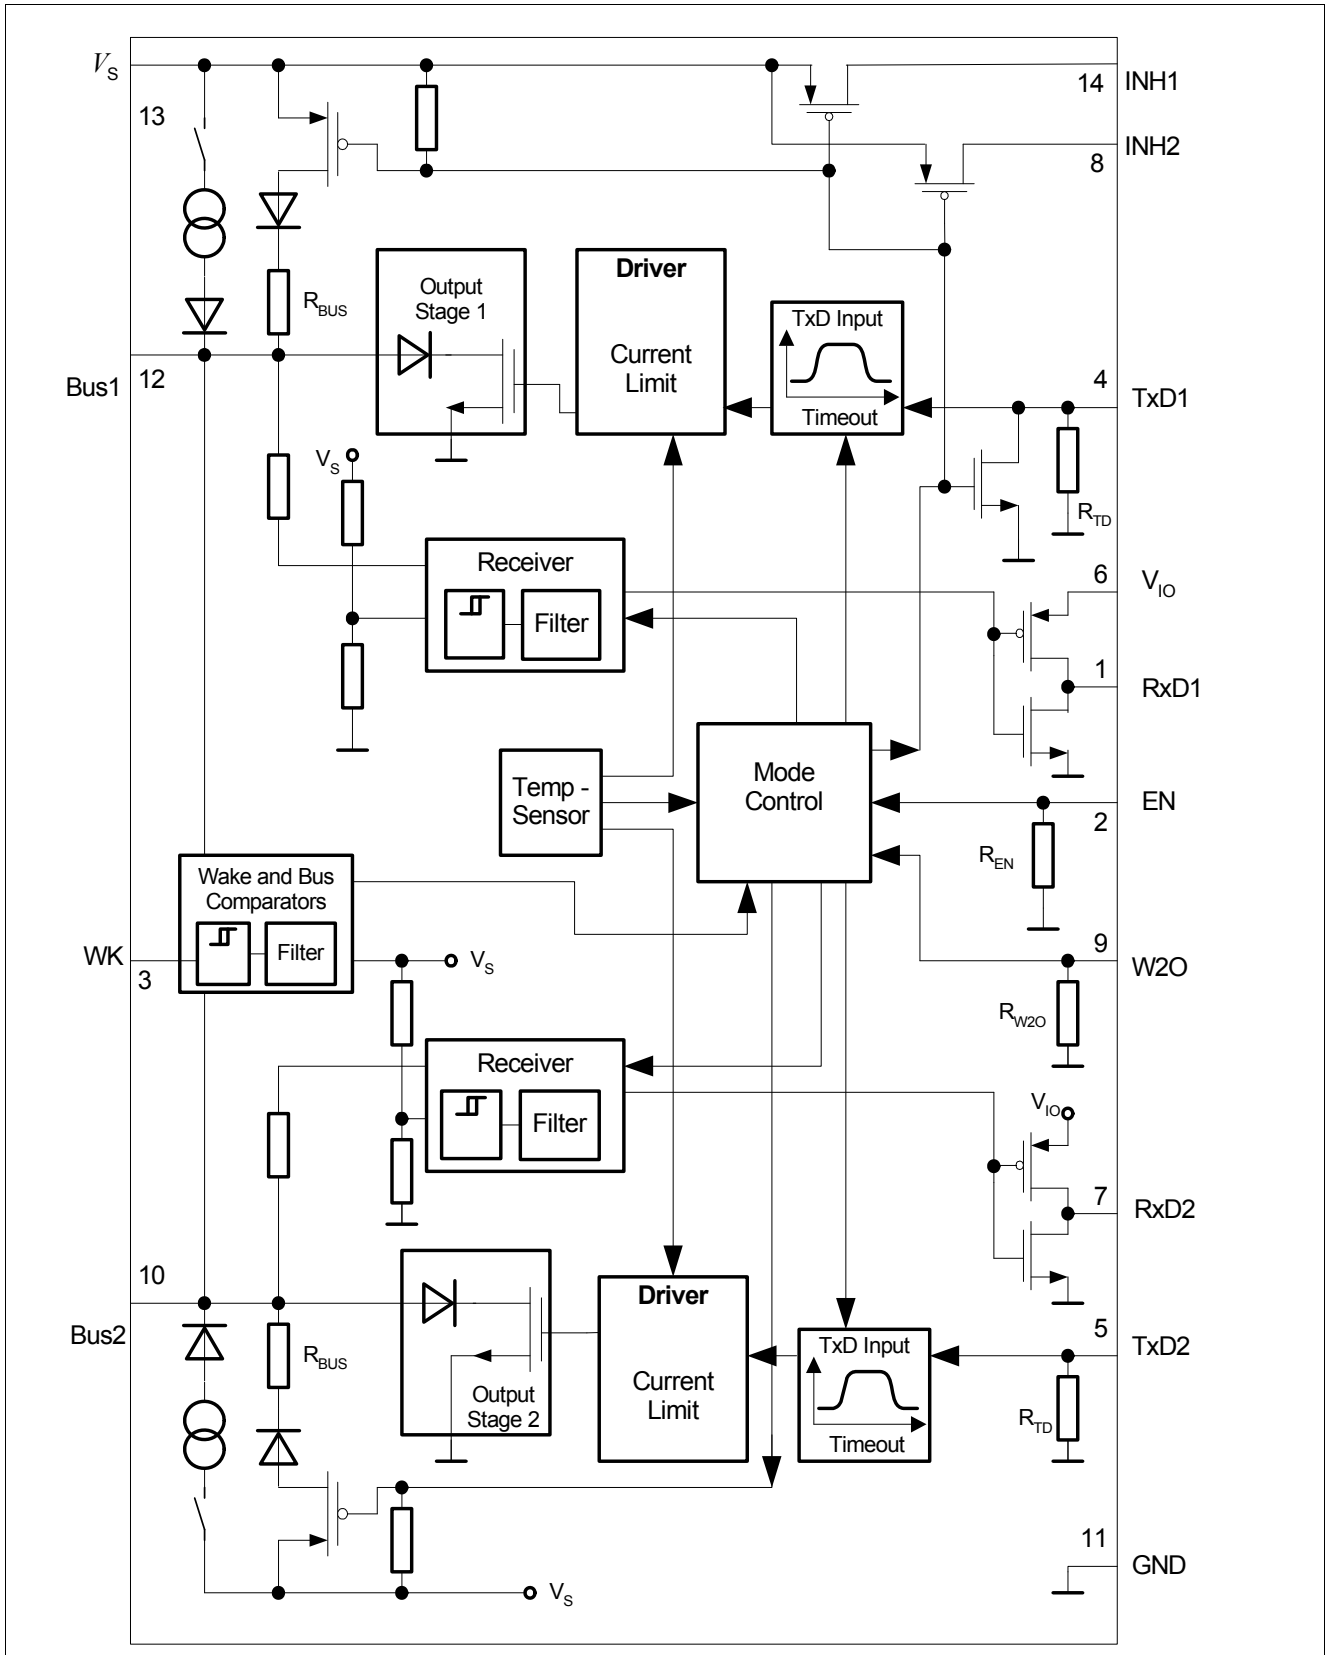 VS
13
14
INH1
INH2
8
Output
Stage 1
Driver
Current
Limit
TxD Input
Timeout
RBUS
Bus1
12
4
TxD1
VS
RTD
Receiver
Filter
6
VIO
1
RxD1
Temp -
Sensor
Mode
Control
EN
2
REN
Wake and Bus
Comparators
Filter
WK
3
VS
9
W2O
RW2O
Receiver
Filter
VIO
7
RxD2
10
Bus2
RBUS
Output
Stage 2
Driver
Current
Limit
TxD Input
Timeout
5
TxD2
RTD
VS
11
GND